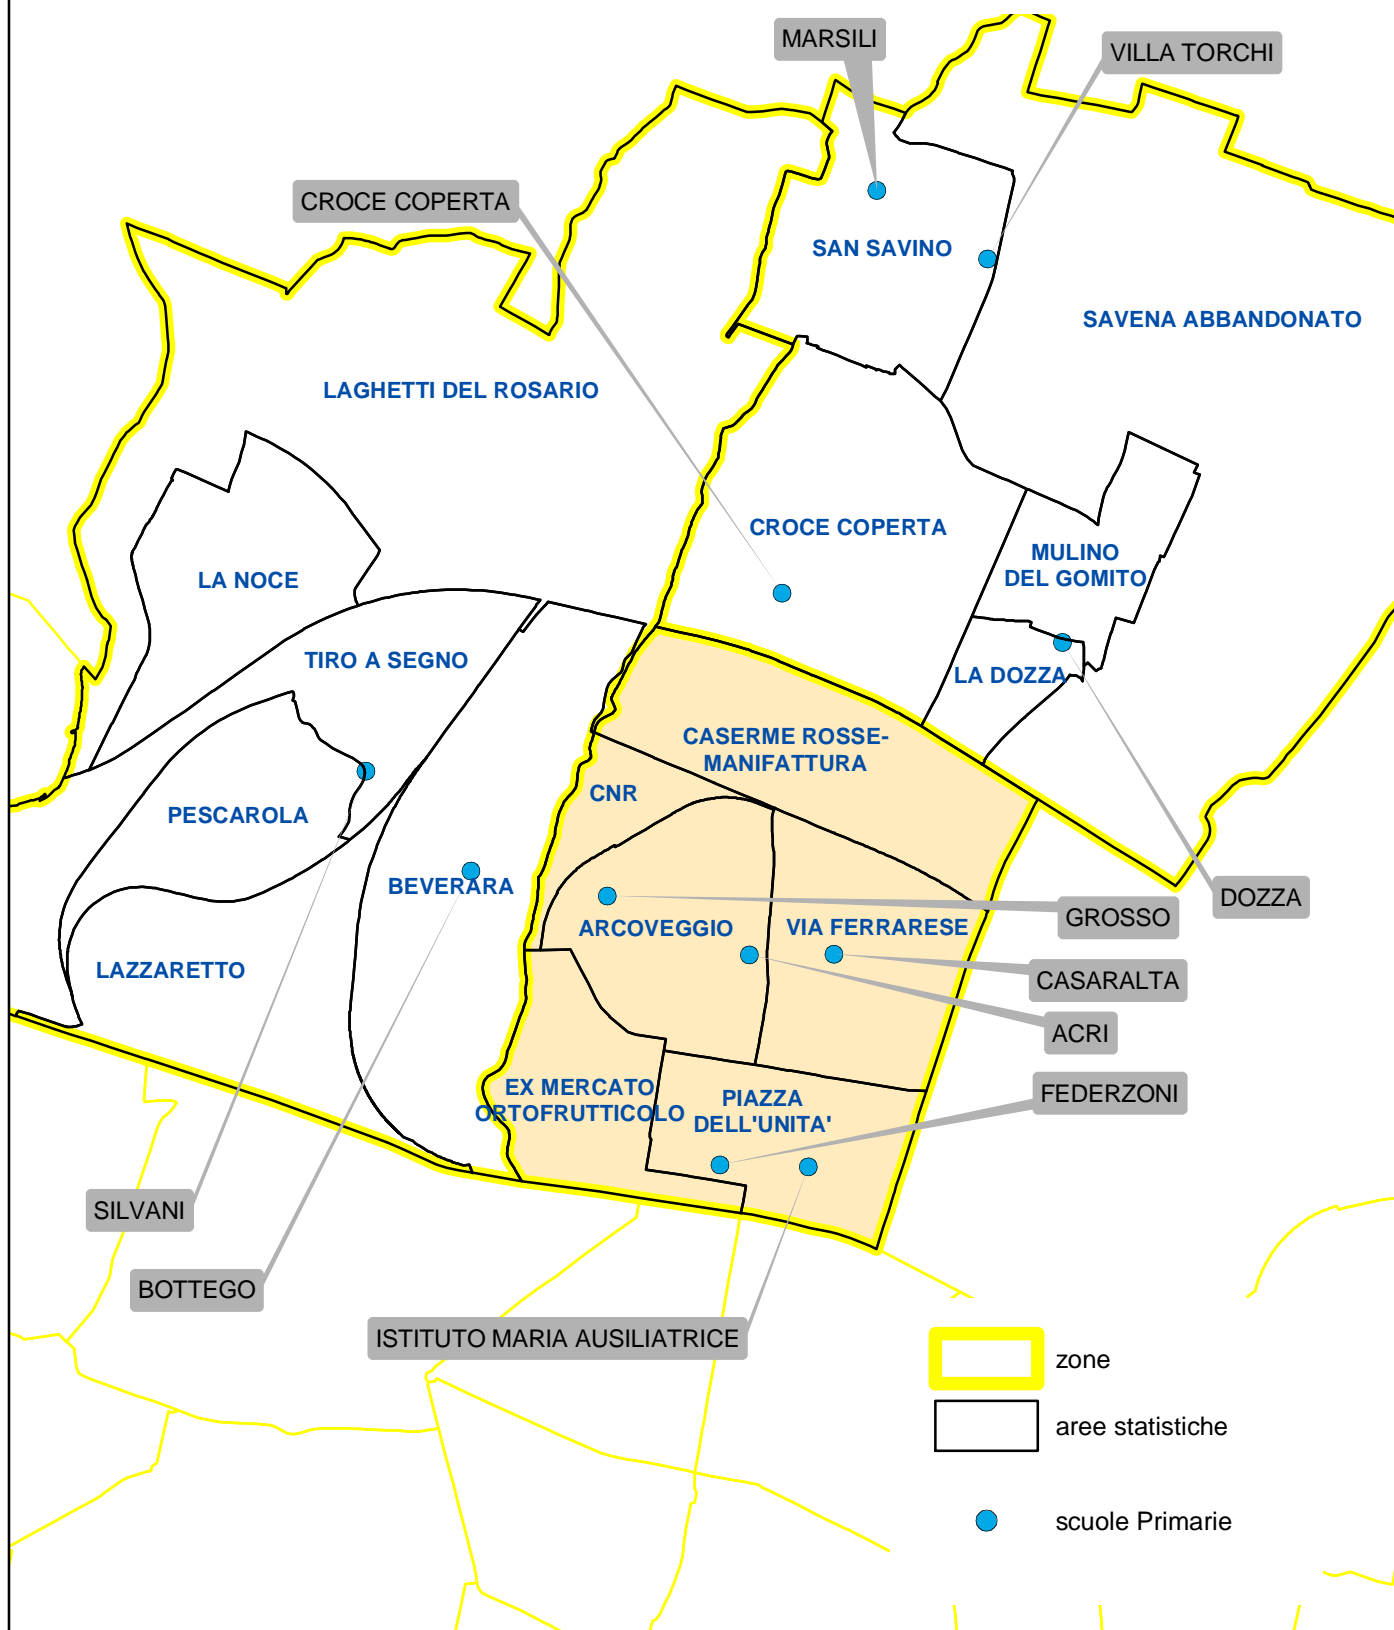 MARSILI
VILLA TORCHI
CROCE COPERTA
SAN SAVINO
SAVENA ABBANDONATO
LAGHETTI DEL ROSARIO
CROCE COPERTA
MULINO
DEL GOMITO
LA NOCE
TIRO A SEGNO
LA DOZZA
CASERME ROSSE-
MANIFATTURA
CNR
PESCAROLA
BEVERARA
DOZZA
GROSSO
ARCOVEGGIO
VIA FERRARESE
LAZZARETTO
CASARALTA
ACRI
EX MERCATO
ORTOFRUTTICOLO
PIAZZA
DELL'UNITA'
FEDERZONI
SILVANI
BOTTEGO
ISTITUTO MARIA AUSILIATRICE
zone
aree statistiche
scuole Primarie